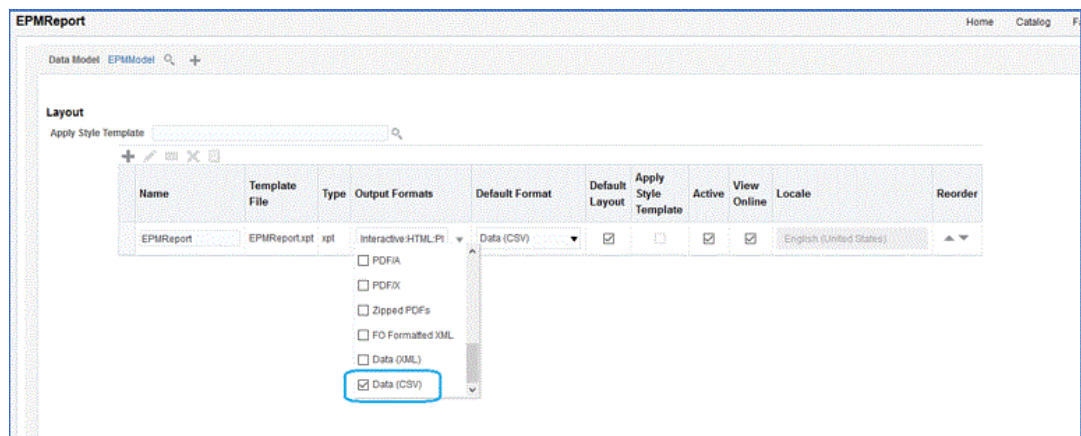 EPMReport
Home Catalog
Data Model EPMModel
Layout
Apply Style Template
Name Template File Type Output Formats Default Format Default Layout Apply Style Template Active View Online Locale Reorder
EPMReport EPMReport.xpt xpt Interactive:HTML:P Data (CSV) English (United States)
PDF/A
PDF/X
Zipped PDFs
FO Formatted XML
Data (XML)
Data (CSV)